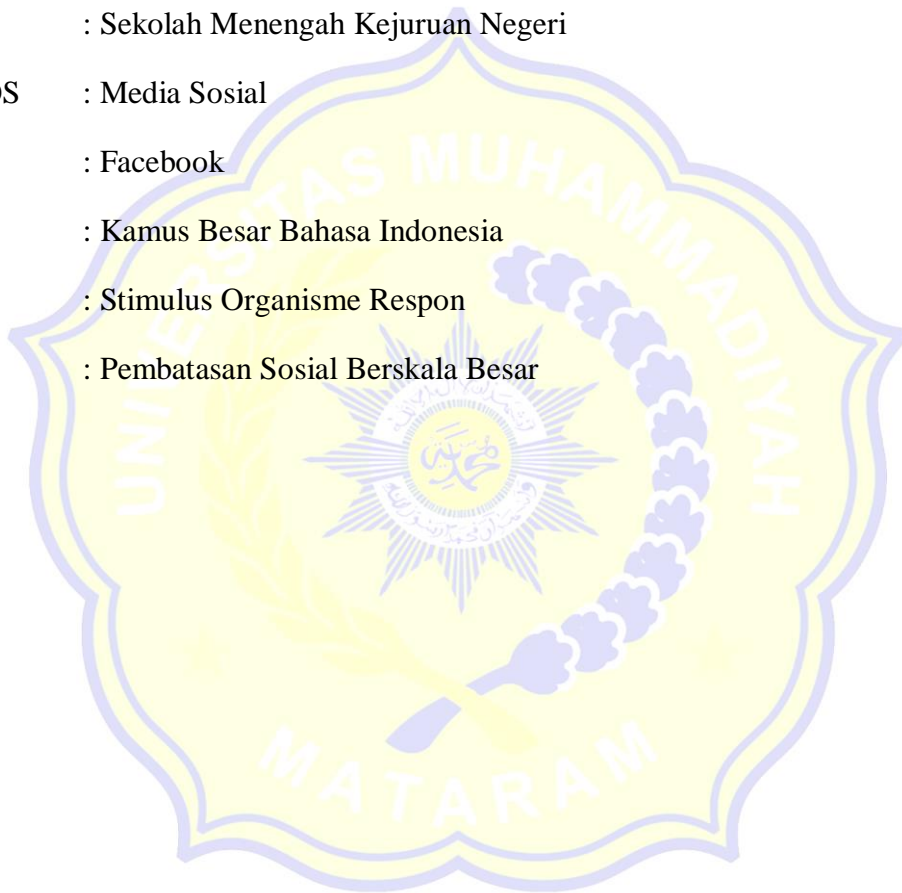 : Sekolah Menengah Kejuruan Negeri
OS : Media Sosial
: Facebook
: Kamus Besar Bahasa Indonesia
: Stimulus Organisme Respon
: Pembatasan Sosial Berskala Besar
UNIVERSITAS MUHAMMADIYAH
MATARAM